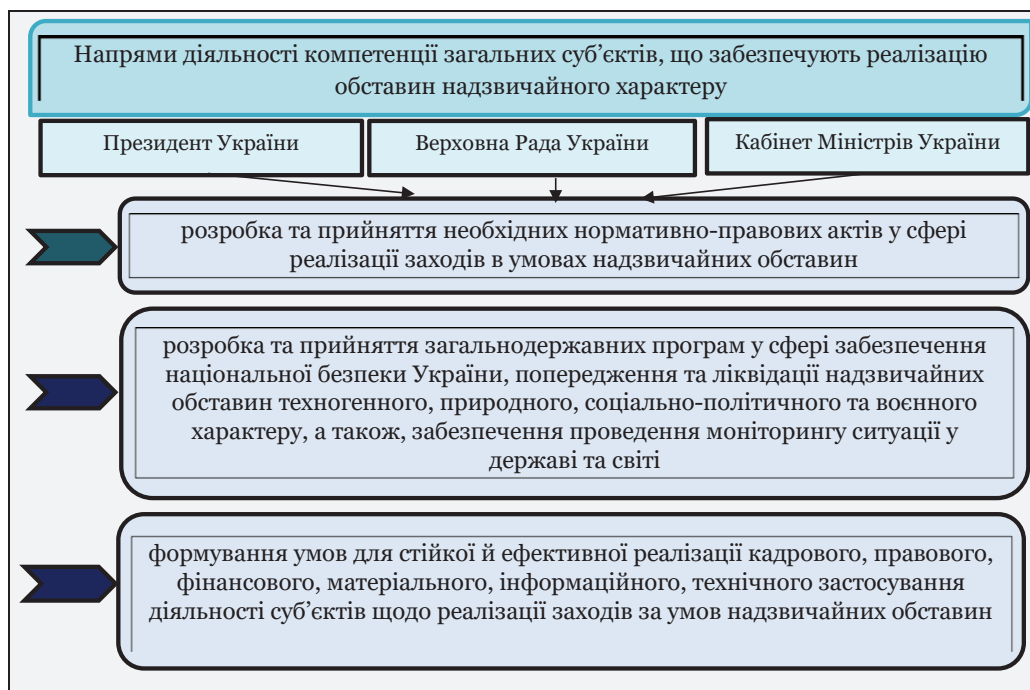 Напрями діяльності компетенції загальних суб’єктів, що забезпечують реалізацію
обставин надзвичайного характеру
Президент України
Верховна Рада України
Кабінет Міністрів України
розробка та прийняття необхідних нормативно-правових актів у сфері
реалізації заходів в умовах надзвичайних обставин
розробка та прийняття загальнодержавних програм у сфері забезпечення
національної безпеки України, попередження та ліквідації надзвичайних
обставин техногенного, природного, соціально-політичного та воєнного
характеру, а також, забезпечення проведення моніторингу ситуації у
державі та світі
формування умов для стійкої й ефективної реалізації кадрового, правового,
фінансового, матеріального, інформаційного, технічного застосування
діяльності суб’єктів щодо реалізації заходів за умов надзвичайних обставин